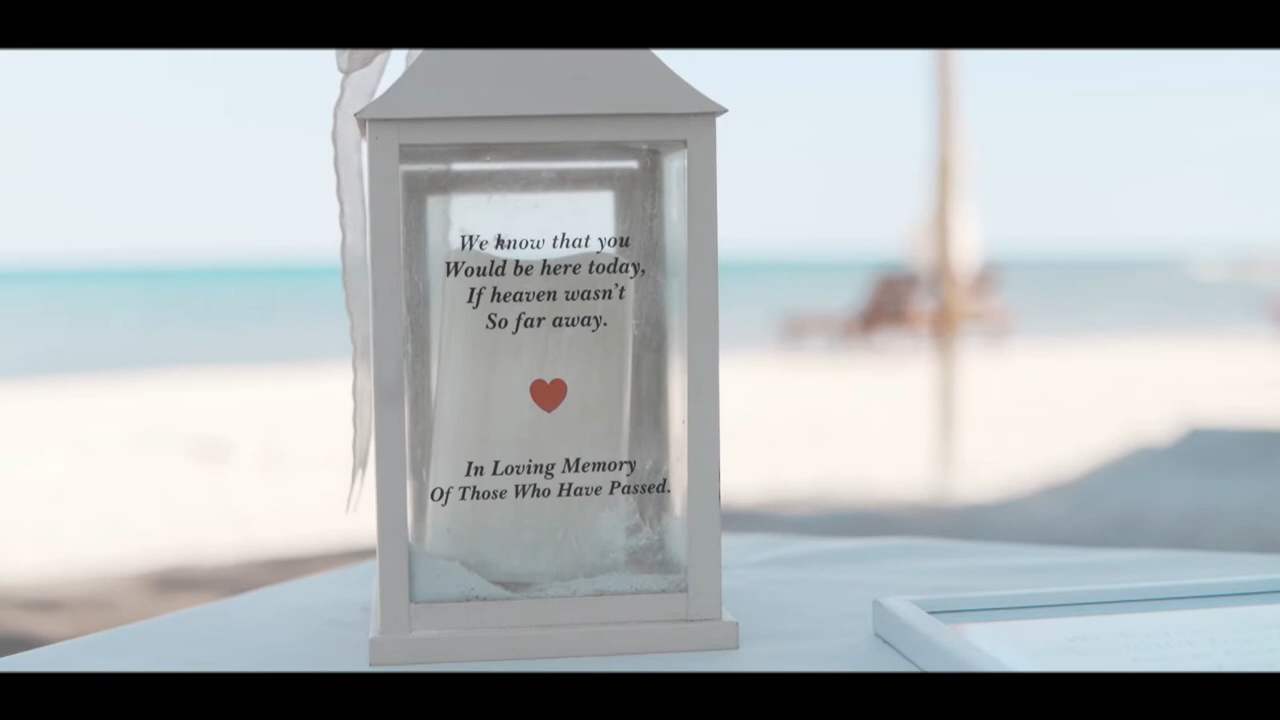 We know that you
Would be here today,
If heaven wasn't
So far away.
In Loving Memory
Of Those Who Have Passed.